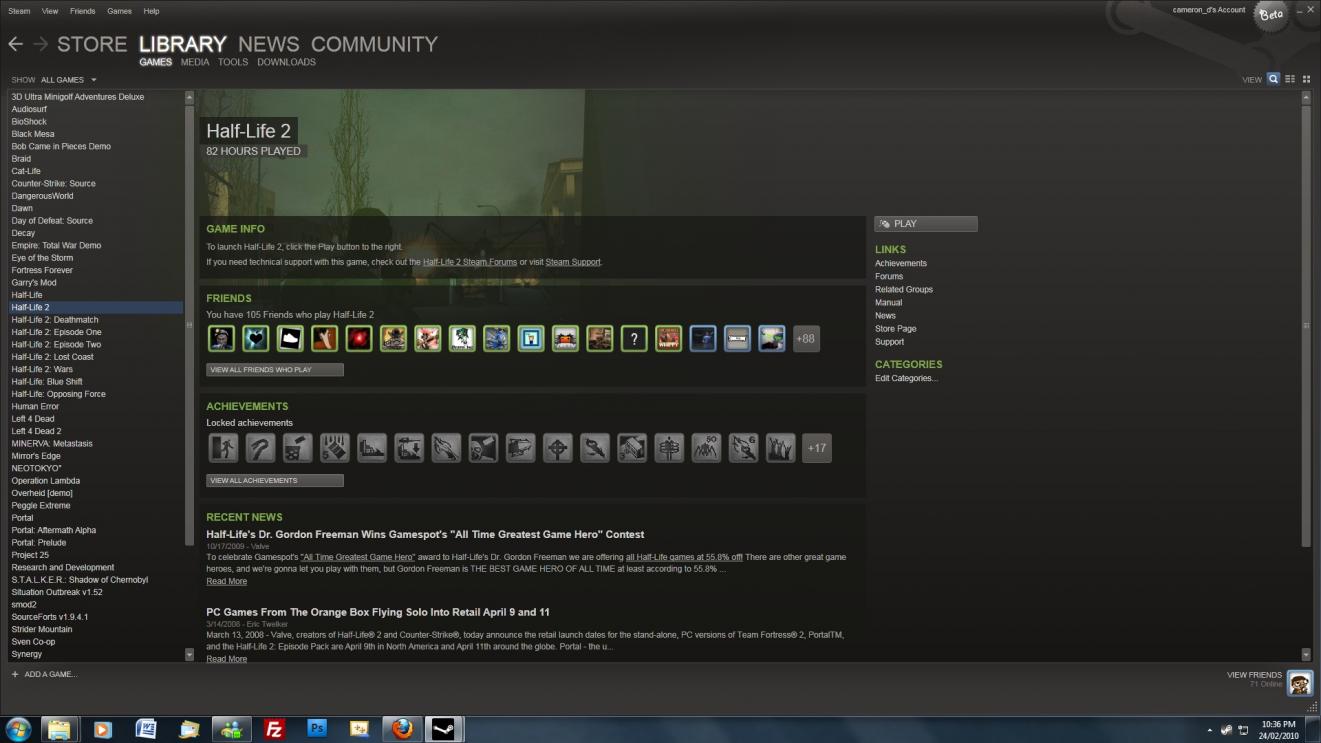 Steam View Friends Games Help
cameron_d's Account
Beta
STORE LIBRARY NEWS COMMUNITY
GAMES MEDIA TOOLS DOWNLOADS
SHOW ALL GAMES
VIEW
3D Ultra Minigolf Adventures Deluxe
Audiosurf
BioShock
Black Mesa
Bob Came in Pieces Demo
Braid
Cat-Life
Counter-Strike: Source
DangerousWorld
Dawn
Day of Defeat: Source
Decay
Empire: Total War Demo
Eye of the Storm
Fortress Forever
Garry's Mod
Half-Life
Half-Life 2
Half-Life 2: Deathmatch
Half-Life 2: Episode One
Half-Life 2: Episode Two
Half-Life 2: Lost Coast
Half-Life 2: Wars
Half-Life: Blue Shift
Half-Life: Opposing Force
Human Error
Left 4 Dead
Left 4 Dead 2
MINERVA: Metastasis
Mirror's Edge
NEOTOKYO°
Operation Lambda
Overheid [demo]
Peggle Extreme
Portal
Portal: Aftermath Alpha
Portal: Prelude
Project 25
Research and Development
S.T.A.L.K.E.R.: Shadow of Chernobyl
Situation Outbreak v1.52
smod2
SourceForts v1.9.4.1
Strider Mountain
Sven Co-op
Synergy
Half-Life 2
82 HOURS PLAYED
GAME INFO
To launch Half-Life 2, click the Play button to the right.
If you need technical support with this game, check out the Half-Life 2 Steam Forums or visit Steam Support.
FRIENDS
You have 105 Friends who play Half-Life 2
?
+88
VIEW ALL FRIENDS WHO PLAY
ACHIEVEMENTS
Locked achievements
5
3
50
6
+17
VIEW ALL ACHIEVEMENTS
RECENT NEWS
Half-Life's Dr. Gordon Freeman Wins Gamespot's "All Time Greatest Game Hero" Contest
10/17/2009 - Valve
To celebrate Gamespot's "All Time Greatest Game Hero" award to Half-Life's Dr. Gordon Freeman we are offering all Half-Life games at 55.8% off! There are other great game
heroes, and we're gonna let you play with them, but Gordon Freeman is THE BEST GAME HERO OF ALL TIME at least according to 55.8% ...
Read More
PC Games From The Orange Box Flying Solo Into Retail April 9 and 11
3/14/2008 - Eric Twelker
March 13, 2008 - Valve, creators of Half-Life® 2 and Counter-Strike®, today announce the retail launch dates for the stand-alone, PC versions of Team Fortress® 2, PortalTM,
and the Half-Life 2: Episode Pack are April 9th in North America and April 11th around the globe. Portal - the u...
Read More
PLAY
LINKS
Achievements
Forums
Related Groups
Manual
News
Store Page
Support
CATEGORIES
Edit Categories...
+ ADD A GAME...
VIEW FRIENDS
71 Online
W
Fz
Ps
10:36 PM
24/02/2010